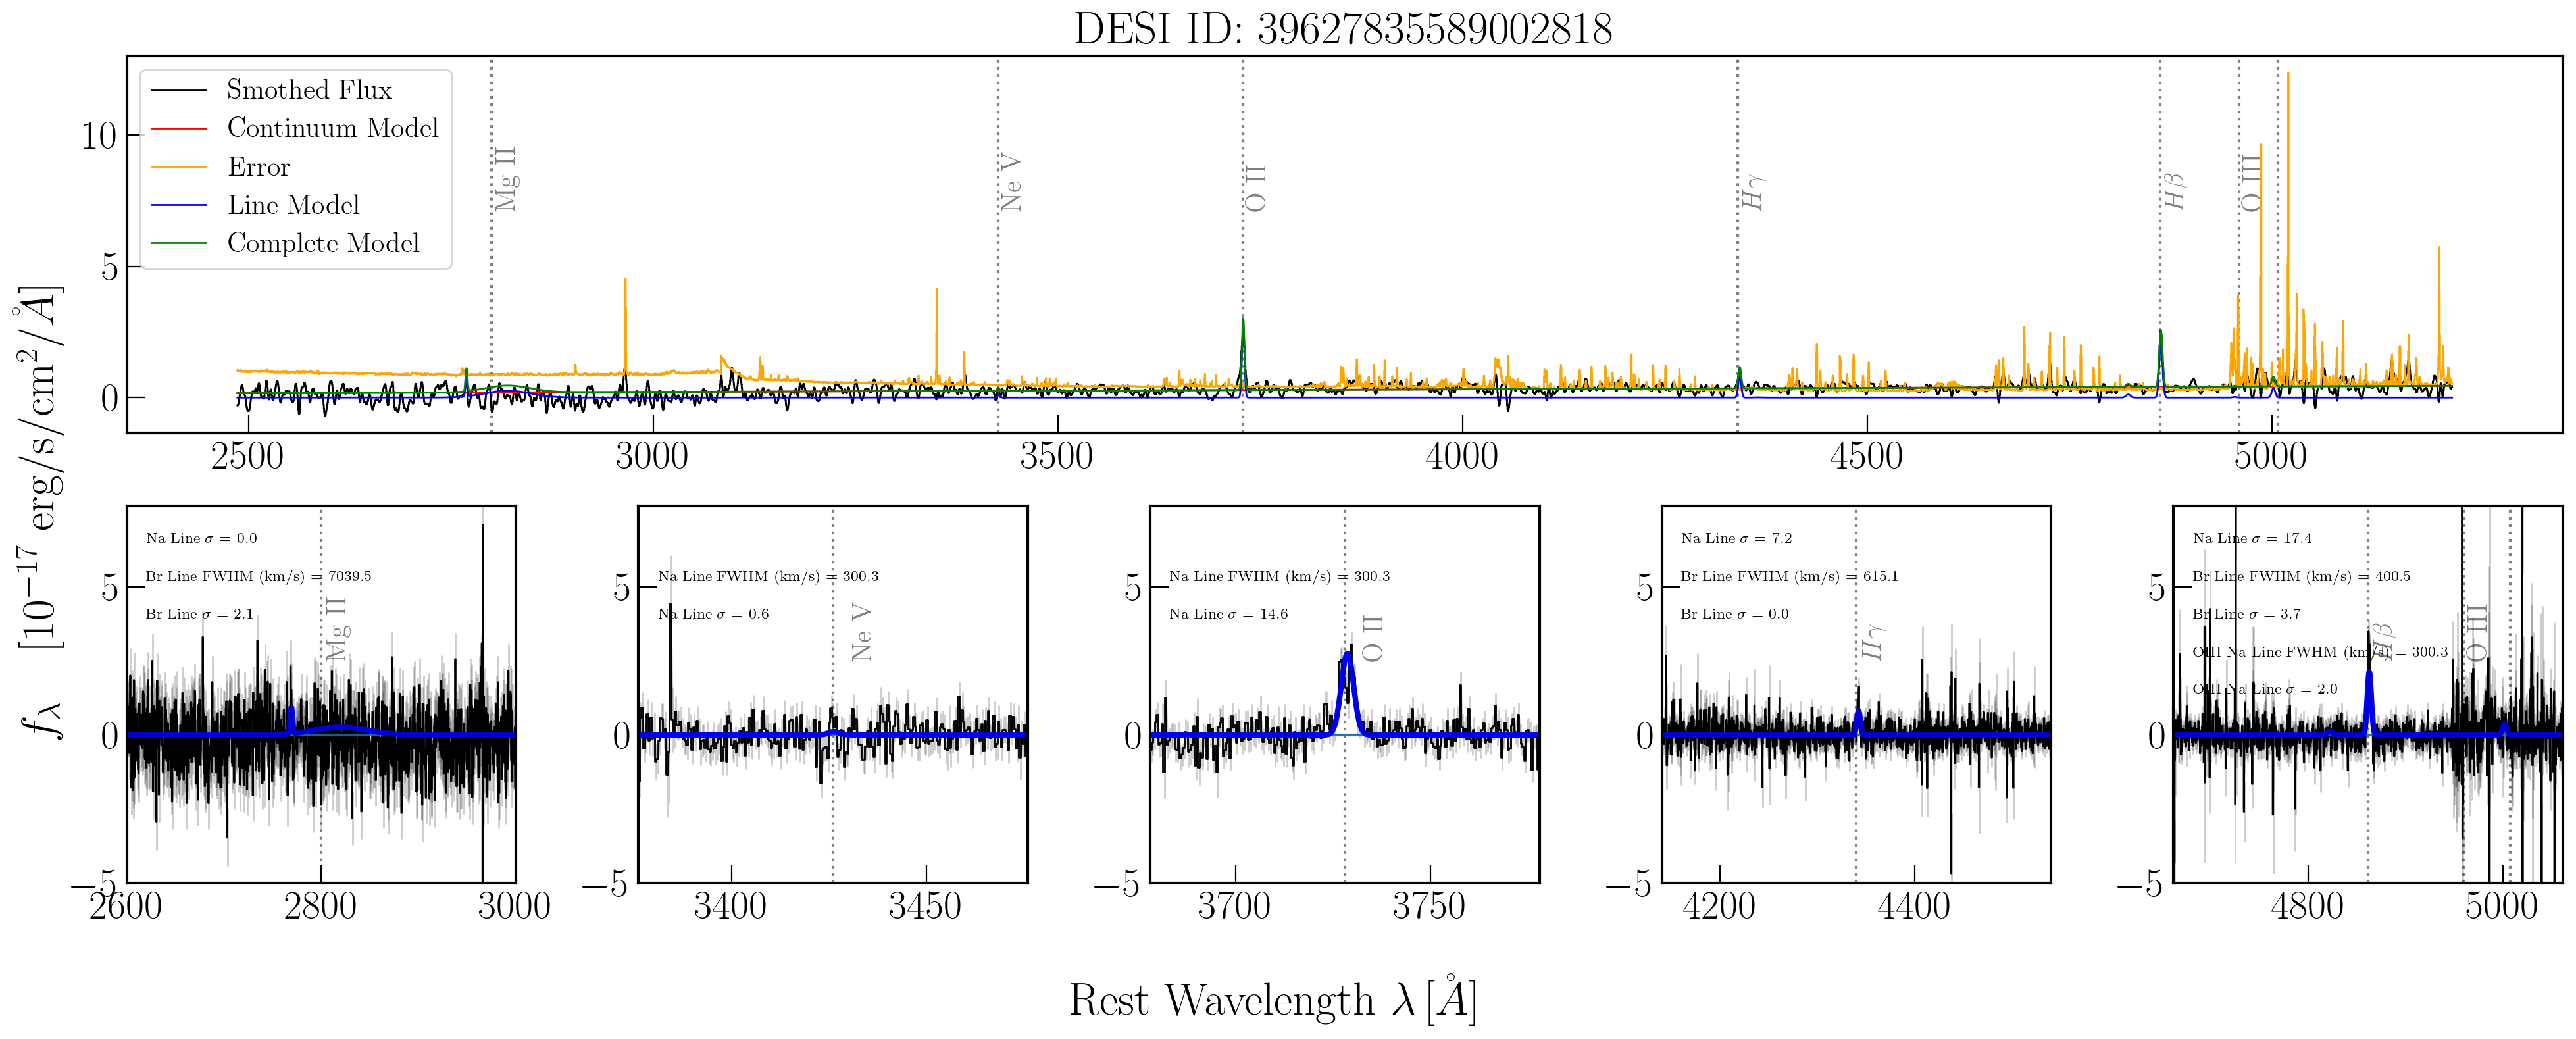 DESI ID: 39627835589002818
Smothed Flux
Continuum Model
Error
Line Model
Complete Model
Mg II
Ne V
O II
Hγ
Hβ
O III
10
5
0
2500 3000 3500 4000 4500 5000
fλ [10⁻¹⁷ erg/s/cm²/Å]
Na Line σ = 0.0
Br Line FWHM (km/s) = 7039.5
Br Line σ = 2.1
Mg II
5
0
−5
2600 2800 3000
Na Line FWHM (km/s) = 300.3
Na Line σ = 0.6
Ne V
5
0
−5
3400 3450
Na Line FWHM (km/s) = 300.3
Na Line σ = 14.6
O II
5
0
−5
3700 3750
Na Line σ = 7.2
Br Line FWHM (km/s) = 615.1
Br Line σ = 0.0
Hγ
5
0
−5
4200 4400
Na Line σ = 17.4
Br Line FWHM (km/s) = 400.5
Br Line σ = 3.7
OIII Na Line FWHM (km/s) = 300.3
OIII Na Line σ = 2.0
Hβ
O III
5
0
−5
4800 5000
Rest Wavelength λ [Å]